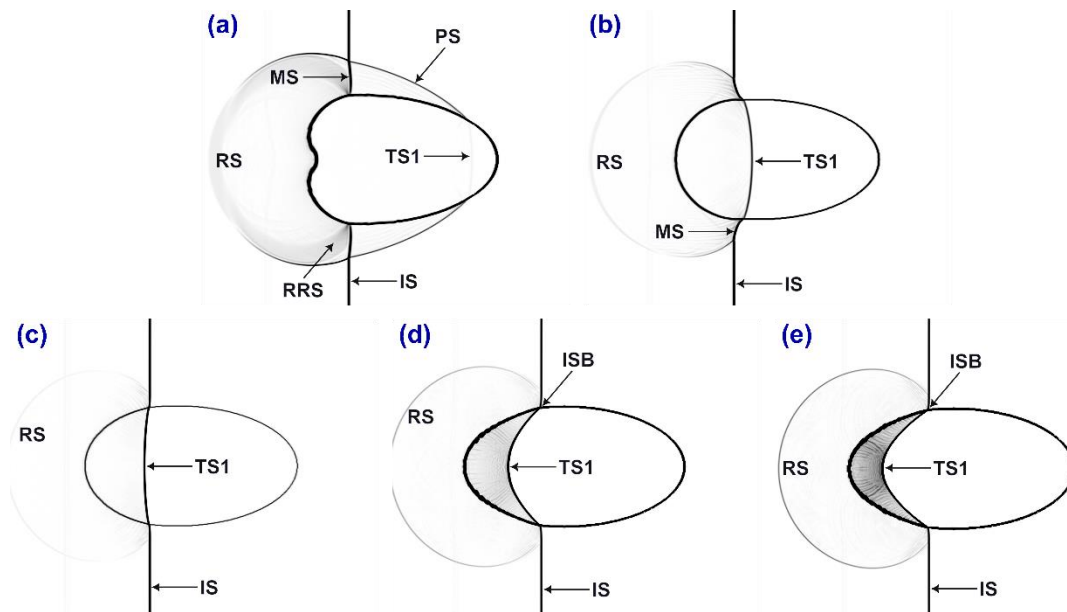 (a)
PS
MS
RS
TS1
RRS
IS
(b)
RS
TS1
MS
IS
(c)
RS
TS1
IS
(d)
ISB
RS
TS1
IS
(e)
ISB
RS
TS1
IS